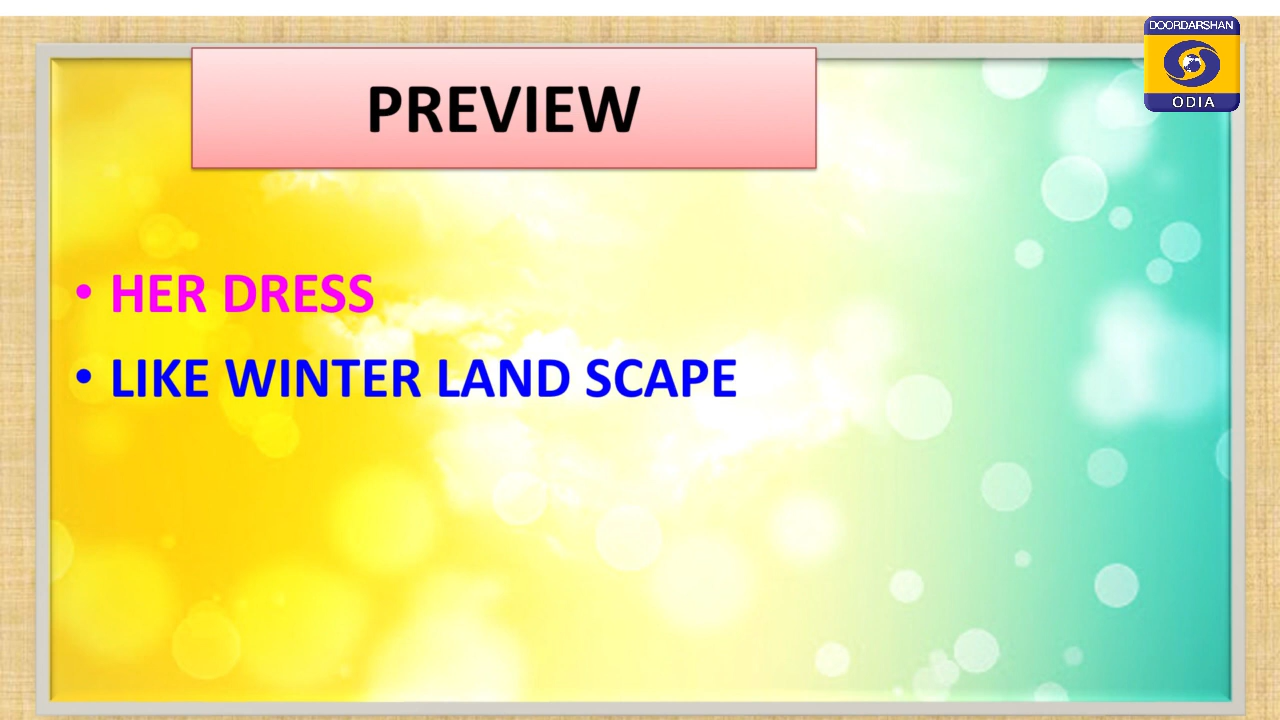 DOORDARSHAN
ODIA
PREVIEW
• HER DRESS
• LIKE WINTER LAND SCAPE